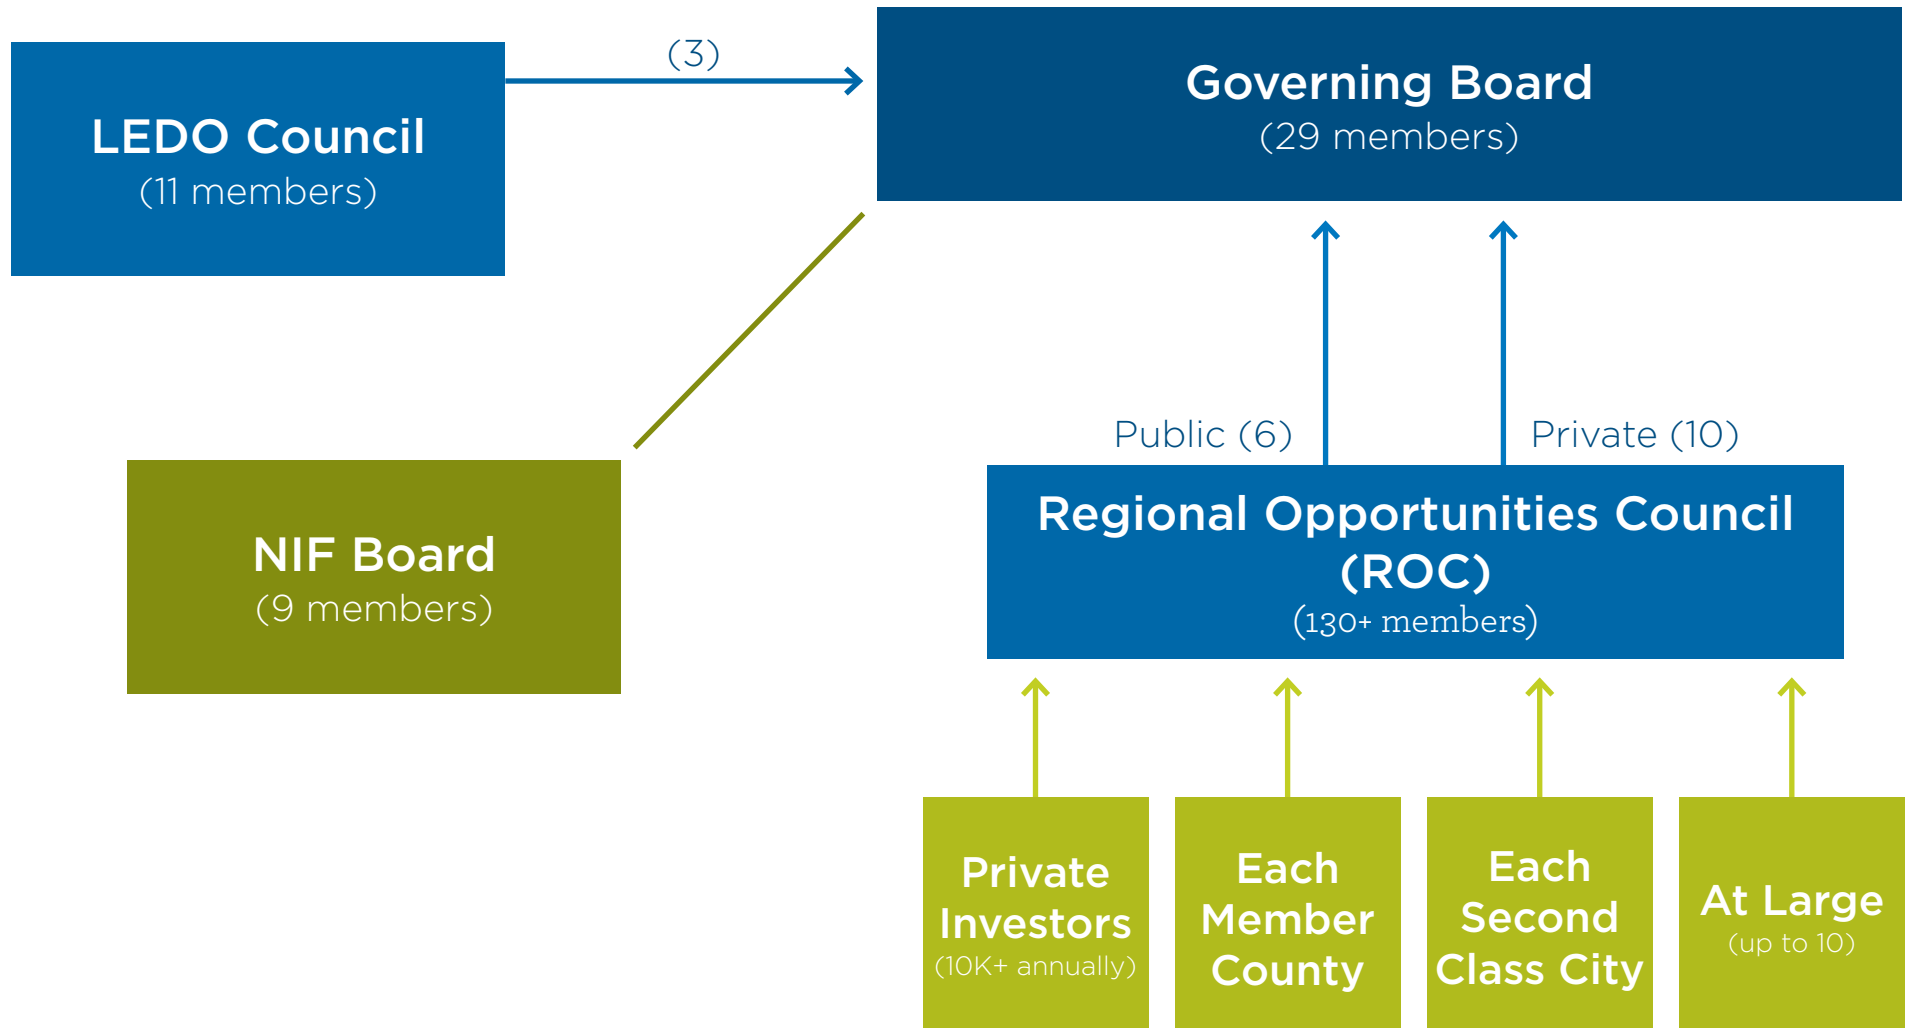 (3)
LEDO Council
(11 members)
Governing Board
(29 members)
Public (6)
Private (10)
NIF Board
(9 members)
Regional Opportunities Council
(ROC)
(130+ members)
Private
Investors
(10K+ annually)
Each
Member
County
Each
Second
Class City
At Large
(up to 10)